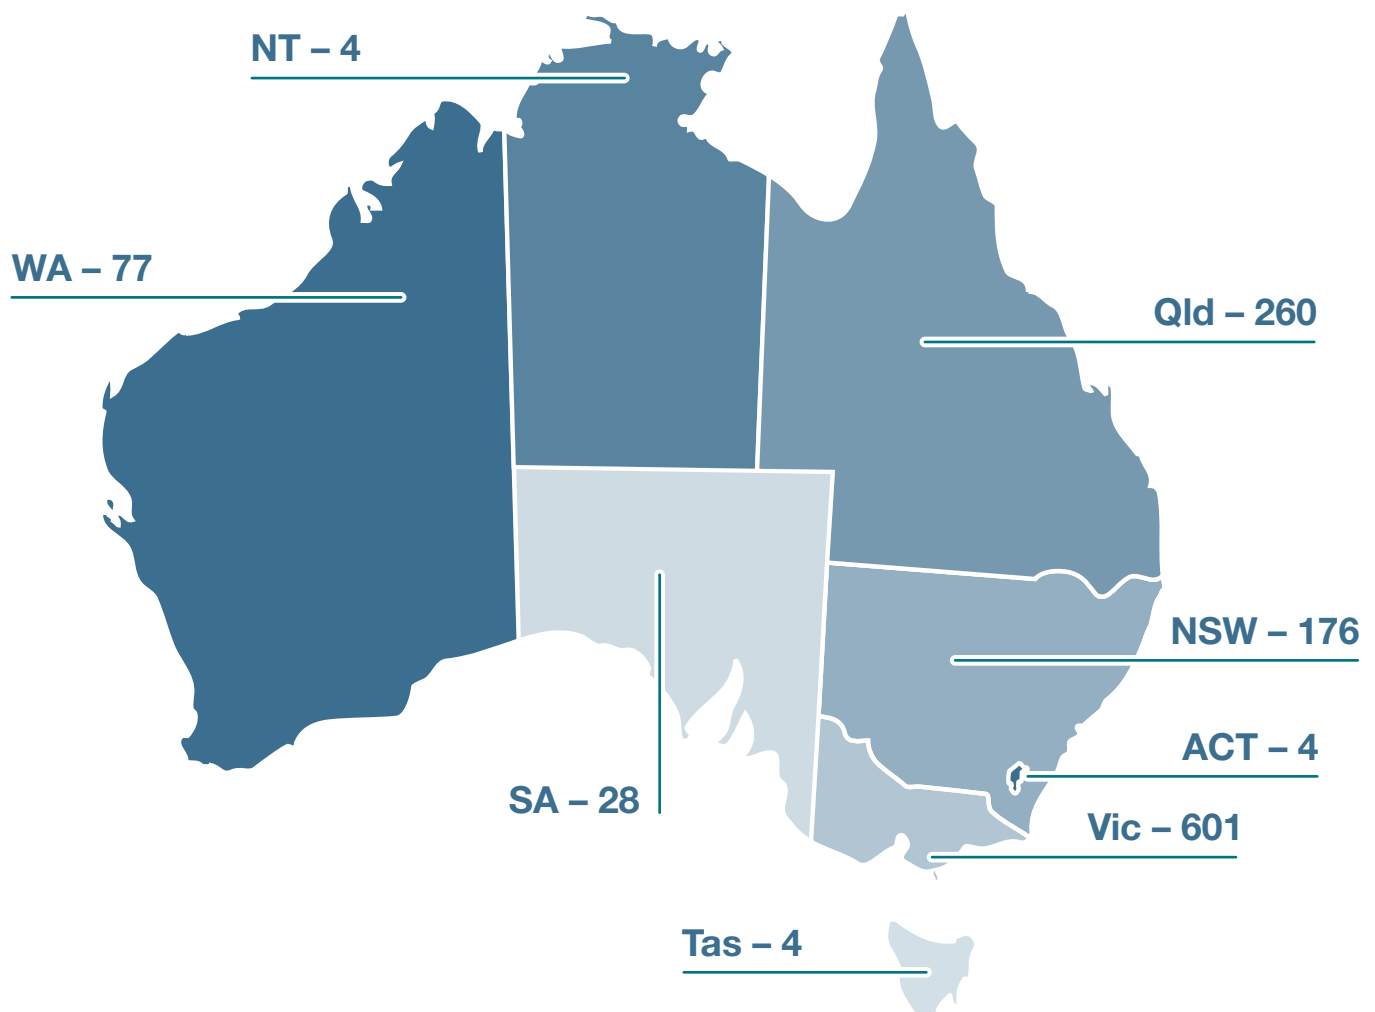 NT – 4
WA – 77
Qld – 260
NSW – 176
ACT – 4
SA – 28
Vic – 601
Tas – 4